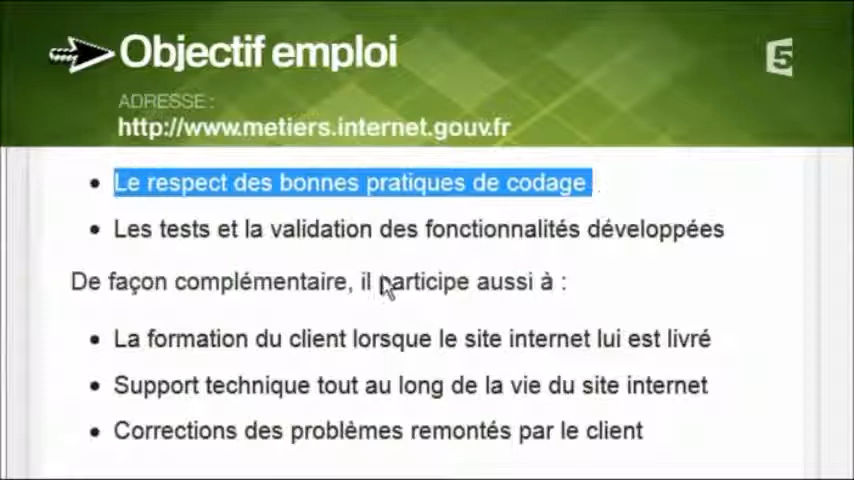 Objectif emploi
5
ADRESSE :
http://www.metiers.internet.gouv.fr
• Le respect des bonnes pratiques de codage
• Les tests et la validation des fonctionnalités développées
De façon complémentaire, il participe aussi à :
• La formation du client lorsque le site internet lui est livré
• Support technique tout au long de la vie du site internet
• Corrections des problèmes remontés par le client